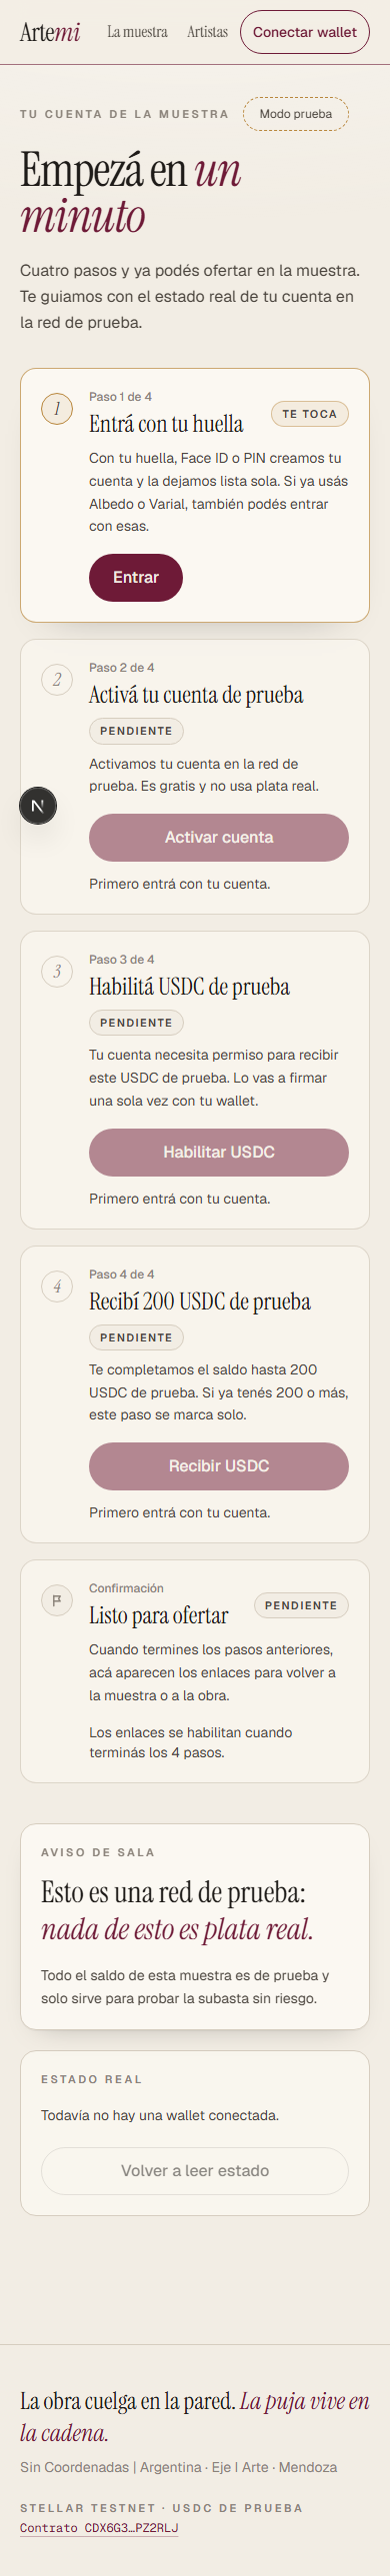 Artemi La muestra Artistas Conectar wallet
TU CUENTA DE LA MUESTRA Modo prueba
Empezá en un
minuto
Cuatro pasos y ya podés ofertar en la muestra.
Te guiamos con el estado real de tu cuenta en
la red de prueba.
1
Paso 1 de 4
Entrá con tu huella
TE TOCA
Con tu huella, Face ID o PIN creamos tu
cuenta y la dejamos lista sola. Si ya usás
Albedo o Varial, también podés entrar
con esas.
Entrar
2
Paso 2 de 4
Activá tu cuenta de prueba
PENDIENTE
Activamos tu cuenta en la red de
prueba. Es gratis y no usa plata real.
N
Activar cuenta
Primero entrá con tu cuenta.
3
Paso 3 de 4
Habilitá USDC de prueba
PENDIENTE
Tu cuenta necesita permiso para recibir
este USDC de prueba. Lo vas a firmar
una sola vez con tu wallet.
Habilitar USDC
Primero entrá con tu cuenta.
4
Paso 4 de 4
Recibí 200 USDC de prueba
PENDIENTE
Te completamos el saldo hasta 200
USDC de prueba. Si ya tenés 200 o más,
este paso se marca solo.
Recibir USDC
Primero entrá con tu cuenta.
Confirmación
Listo para ofertar
PENDIENTE
Cuando termines los pasos anteriores,
acá aparecen los enlaces para volver a
la muestra o a la obra.
Los enlaces se habilitan cuando
terminás los 4 pasos.
AVISO DE SALA
Esto es una red de prueba:
nada de esto es plata real.
Todo el saldo de esta muestra es de prueba y
solo sirve para probar la subasta sin riesgo.
ESTADO REAL
Todavía no hay una wallet conectada.
Volver a leer estado
La obra cuelga en la pared. La puja vive en
la cadena.
Sin Coordenadas | Argentina · Eje I Arte · Mendoza
STELLAR TESTNET · USDC DE PRUEBA
Contrato CDX6G3…PZ2RLJ